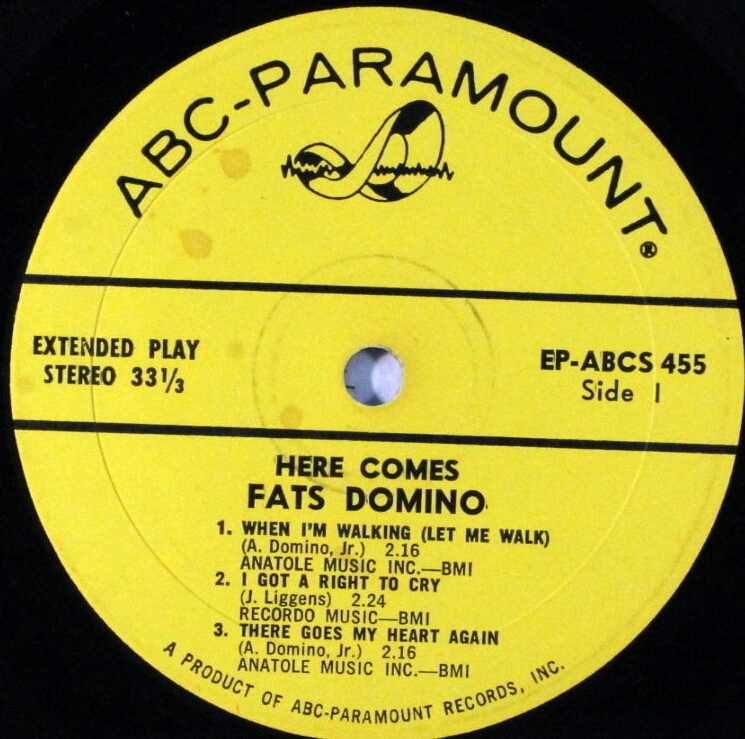 ABC-PARAMOUNT®
EXTENDED PLAY
STEREO 33 1/3
EP-ABCS 455
Side 1
HERE COMES
FATS DOMINO
1. WHEN I'M WALKING (LET ME WALK)
(A. Domino, Jr.) 2.16
ANATOLE MUSIC INC.—BMI
2. I GOT A RIGHT TO CRY
(J. Liggens) 2.24
RECORDO MUSIC—BMI
3. THERE GOES MY HEART AGAIN
(A. Domino, Jr.) 2.16
ANATOLE MUSIC INC.—BMI
A PRODUCT OF ABC-PARAMOUNT RECORDS, INC.